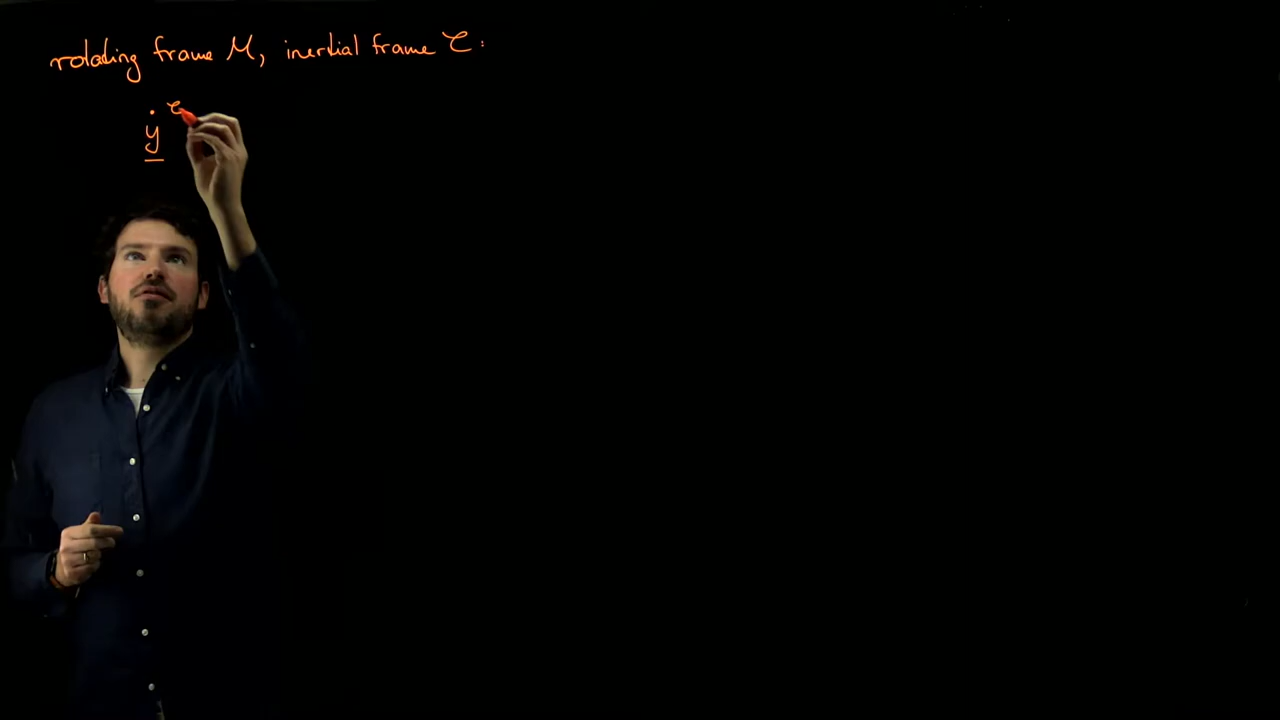 rotating frame M, inertial frame τ:
ẏ^τ